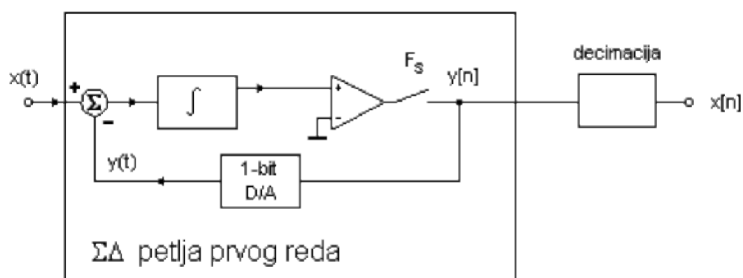 decimacija
x(t)
+
Σ
-
∫
+
-
F_s
y[n]
x[n]
y(t)
1-bit
D/A
ΣΔ petlja prvog reda